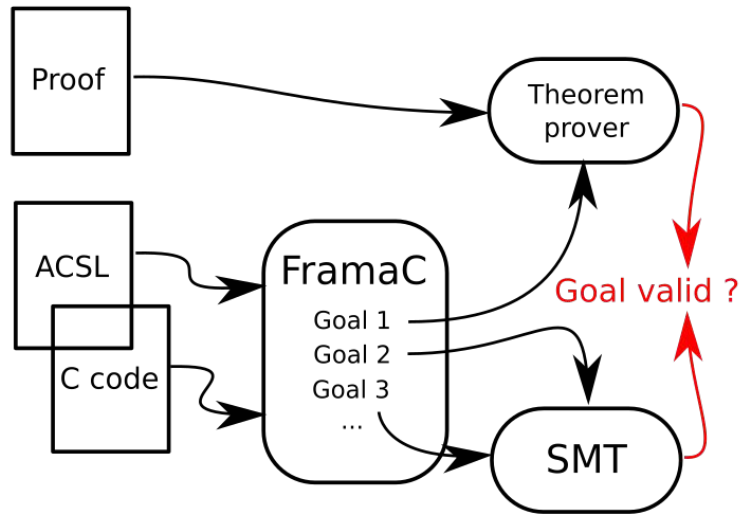 Proof
Theorem
prover
ACSL
C code
FramaC
Goal 1
Goal 2
Goal 3
...
Goal valid ?
SMT